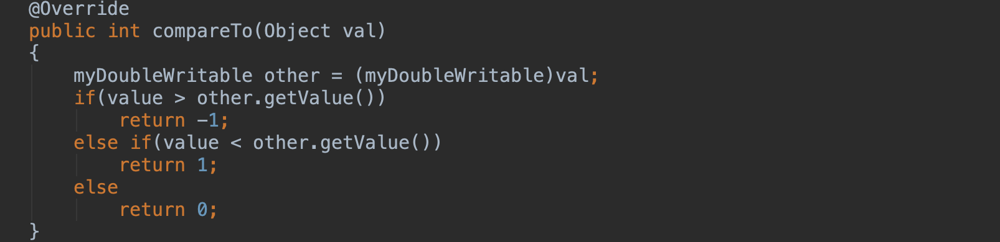 @Override
public int compareTo(Object val)
{
    myDoubleWritable other = (myDoubleWritable)val;
    if(value > other.getValue())
        return -1;
    else if(value < other.getValue())
        return 1;
    else
        return 0;
}